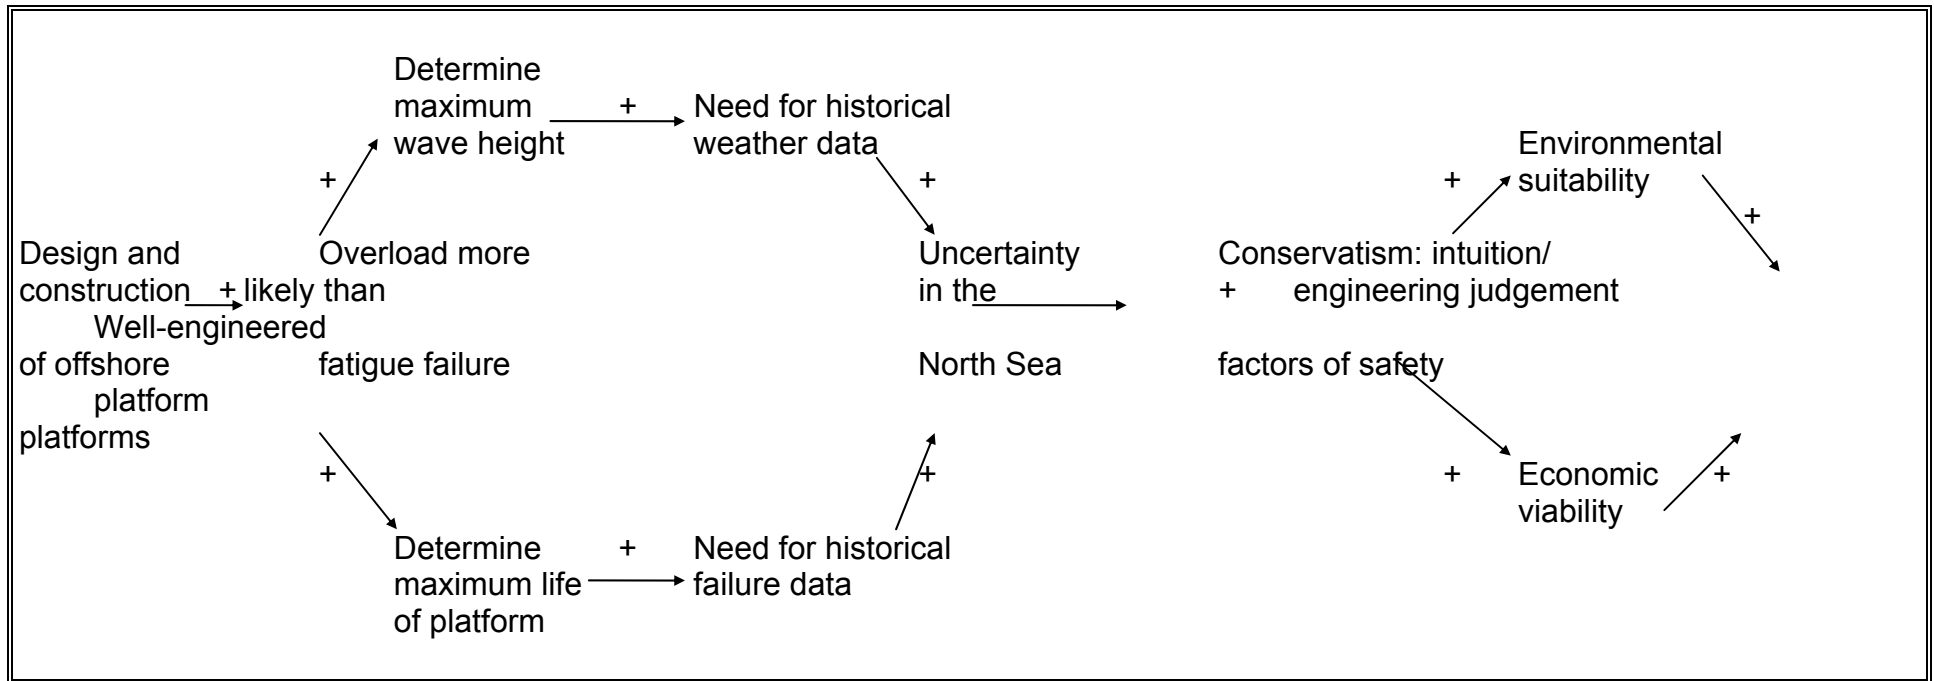 Determine
maximum + Need for historical
wave height weather data Environmental
+ + + suitability
+
Design and Overload more Uncertainty Conservatism: intuition/
construction + likely than in the + engineering judgement
Well-engineered
of offshore fatigue failure North Sea factors of safety
platform
platforms
+ + + Economic +
viability
Determine + Need for historical
maximum life failure data
of platform